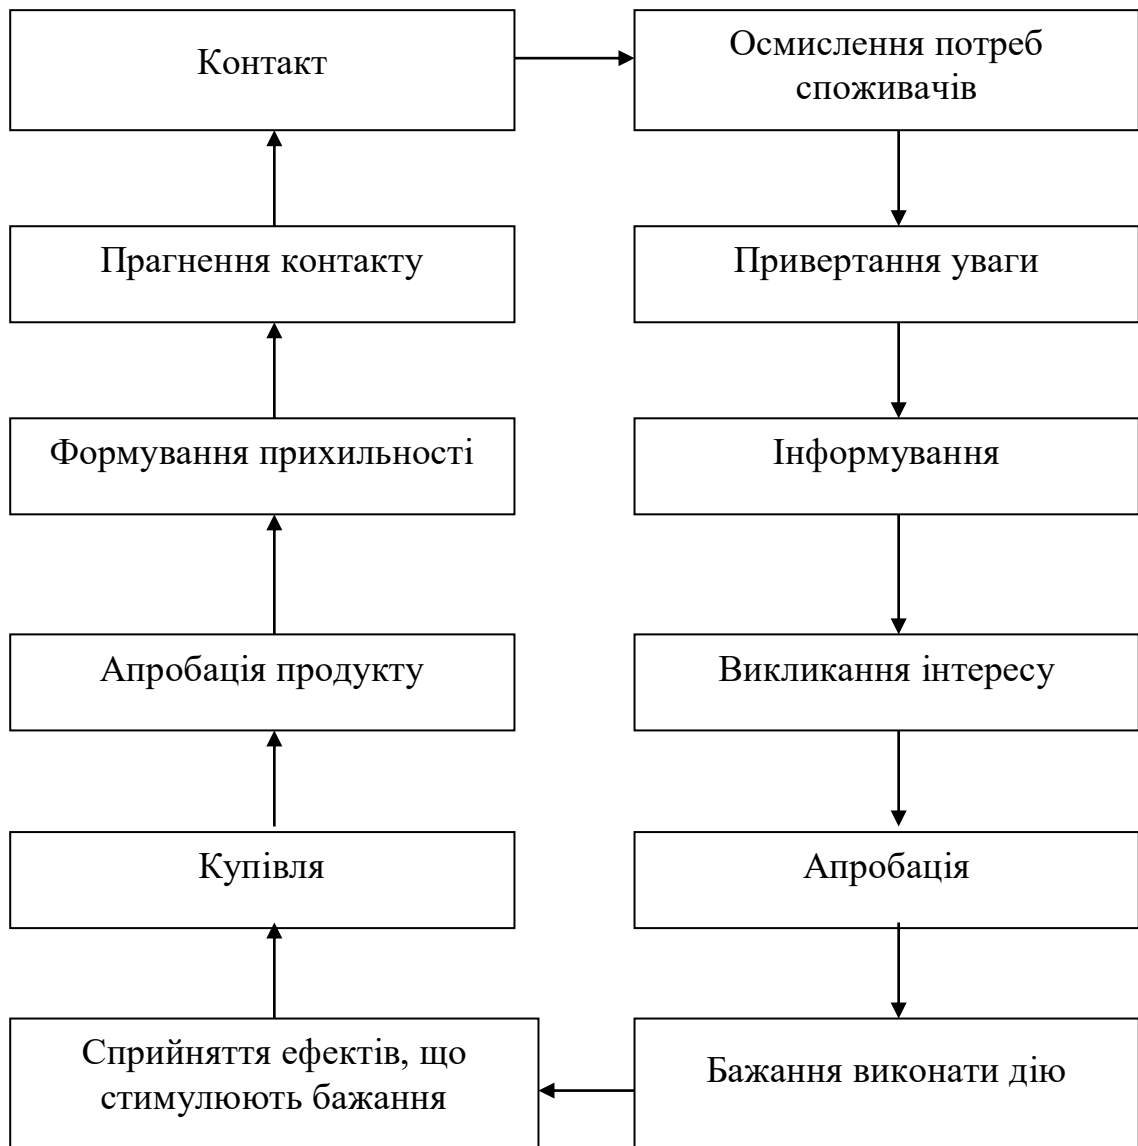 Контакт
Осмислення потреб
споживачів
Прагнення контакту
Привертання уваги
Формування прихильності
Інформування
Апробація продукту
Викликання інтересу
Купівля
Апробація
Сприйняття ефектів, що
стимулюють бажання
Бажання виконати дію